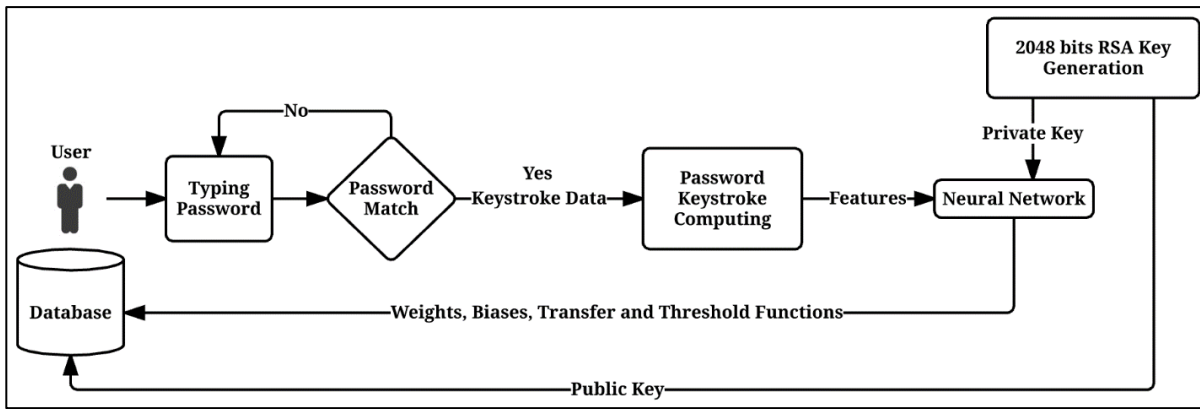 2048 bits RSA Key
Generation
No
Private Key
User
Typing
Password
Password
Match
Yes
Keystroke Data
Password
Keystroke
Computing
Features
Neural Network
Database
Weights, Biases, Transfer and Threshold Functions
Public Key